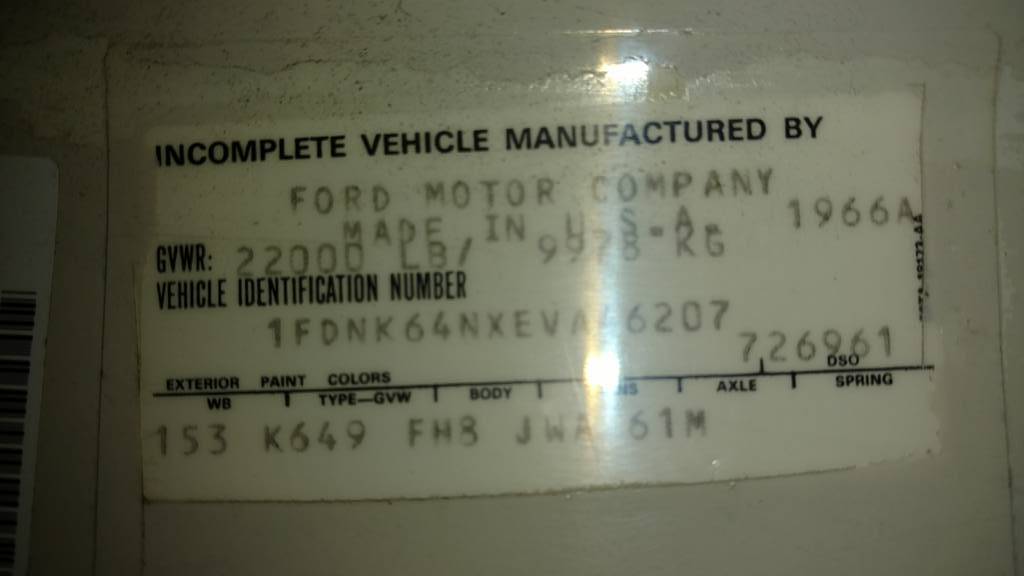 INCOMPLETE VEHICLE MANUFACTURED BY
FORD MOTOR COMPANY
MADE IN U.S.A. 1966A
GVWR: 22000 LB/ 9978 KG
VEHICLE IDENTIFICATION NUMBER
726961
EXTERIOR PAINT COLORS DSO
WB TYPE—GVW BODY AXLE SPRING
153 K649 FH8 61M